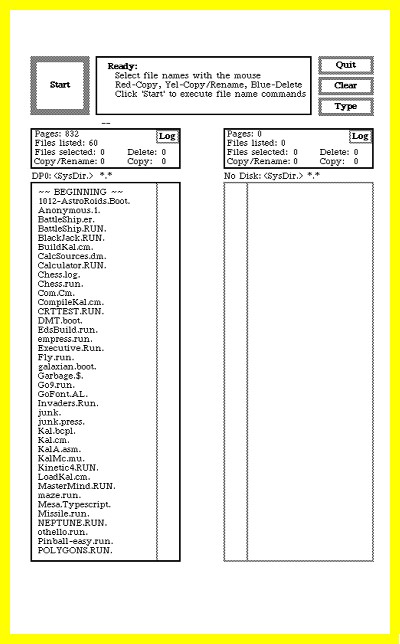 Start
Ready:
Select file names with the mouse
Red-Copy, Yel-Copy/Rename, Blue-Delete
Click 'Start' to execute file name commands
Quit
Clear
Type
Pages: 832
Log
Files listed: 60
Files selected: 0 Delete: 0
Copy/Rename: 0 Copy: 0
DP0: <SysDir.> *.*
~~ BEGINNING ~~
1012-AstroRoids.Boot.
Anonymous.1.
BattleShip.er.
BattleShip.RUN.
BlackJack.RUN.
BuildKal.cm.
CalcSources.dm.
Calculator.RUN.
Chess.log.
Chess.run.
Com.Cm.
CompileKal.cm.
CRTTEST.RUN.
DMT.boot.
EdsBuild.run.
empress.run.
Executive.Run.
Fly.run.
galaxian.boot.
Garbage.$.
Go9.run.
GoFont.AL.
Invaders.Run.
junk.
junk.press.
Kal.bcpl.
Kal.cm.
KalA.asm.
KalMc.mu.
Kinetic4.RUN.
LoadKal.cm.
MasterMind.RUN.
maze.run.
Mesa.Typescript.
Missile.run.
NEPTUNE.RUN.
othello.run.
Pinball-easy.run.
POLYGONS.RUN.
Pages: 0
Log
Files listed: 0
Files selected: 0 Delete: 0
Copy/Rename: 0 Copy: 0
No Disk: <SysDir.> *.*